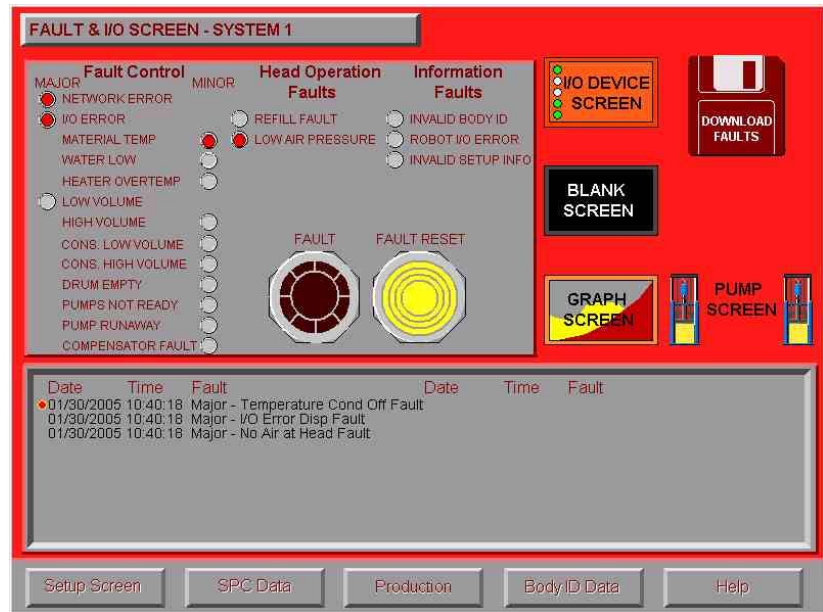 FAULT & I/O SCREEN - SYSTEM 1
Fault Control
MAJOR
MINOR
NETWORK ERROR
I/O ERROR
MATERIAL TEMP
WATER LOW
HEATER OVERTEMP
LOW VOLUME
HIGH VOLUME
CONS. LOW VOLUME
CONS. HIGH VOLUME
DRUM EMPTY
PUMPS NOT READY
PUMP RUNAWAY
COMPENSATOR FAULT
Head Operation
Faults
REFILL FAULT
LOW AIR PRESSURE
Information
Faults
INVALID BODY ID
ROBOT I/O ERROR
INVALID SETUP INFO
FAULT
FAULT RESET
I/O DEVICE
SCREEN
DOWNLOAD
FAULTS
BLANK
SCREEN
GRAPH
SCREEN
PUMP
SCREEN
Date Time Fault Date Time Fault
01/30/2005 10:40:18 Major - Temperature Cond Off Fault
01/30/2005 10:40:18 Major - I/O Error Disp Fault
01/30/2005 10:40:18 Major - No Air at Head Fault
Setup Screen SPC Data Production Body ID Data Help